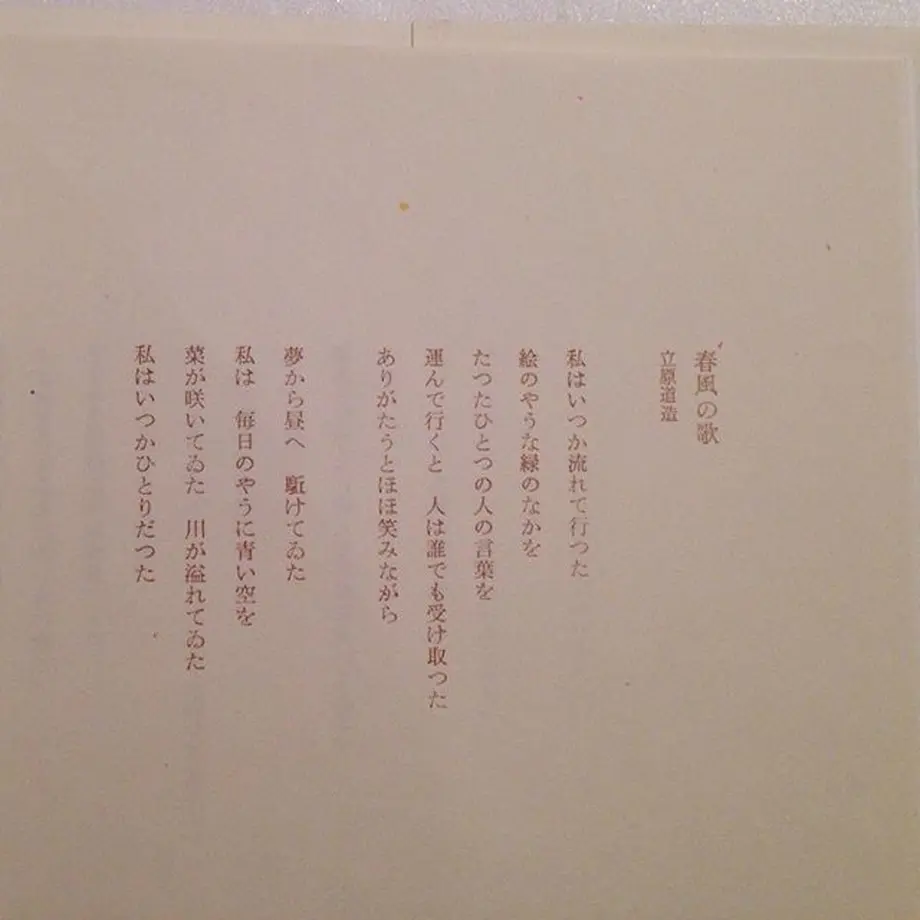 春風の歌
立原道造
私はいつか流れて行つた
絵のやうな緑のなかを
たつたひとつの人の言葉を
運んで行くと　人は誰でも受け取つた
ありがたうとほほ笑みながら
夢から昼へ　駈けてゐた
私は　毎日のやうに青い空を
菜が咲いてゐた　川が溢れてゐた
私はいつかひとりだつた